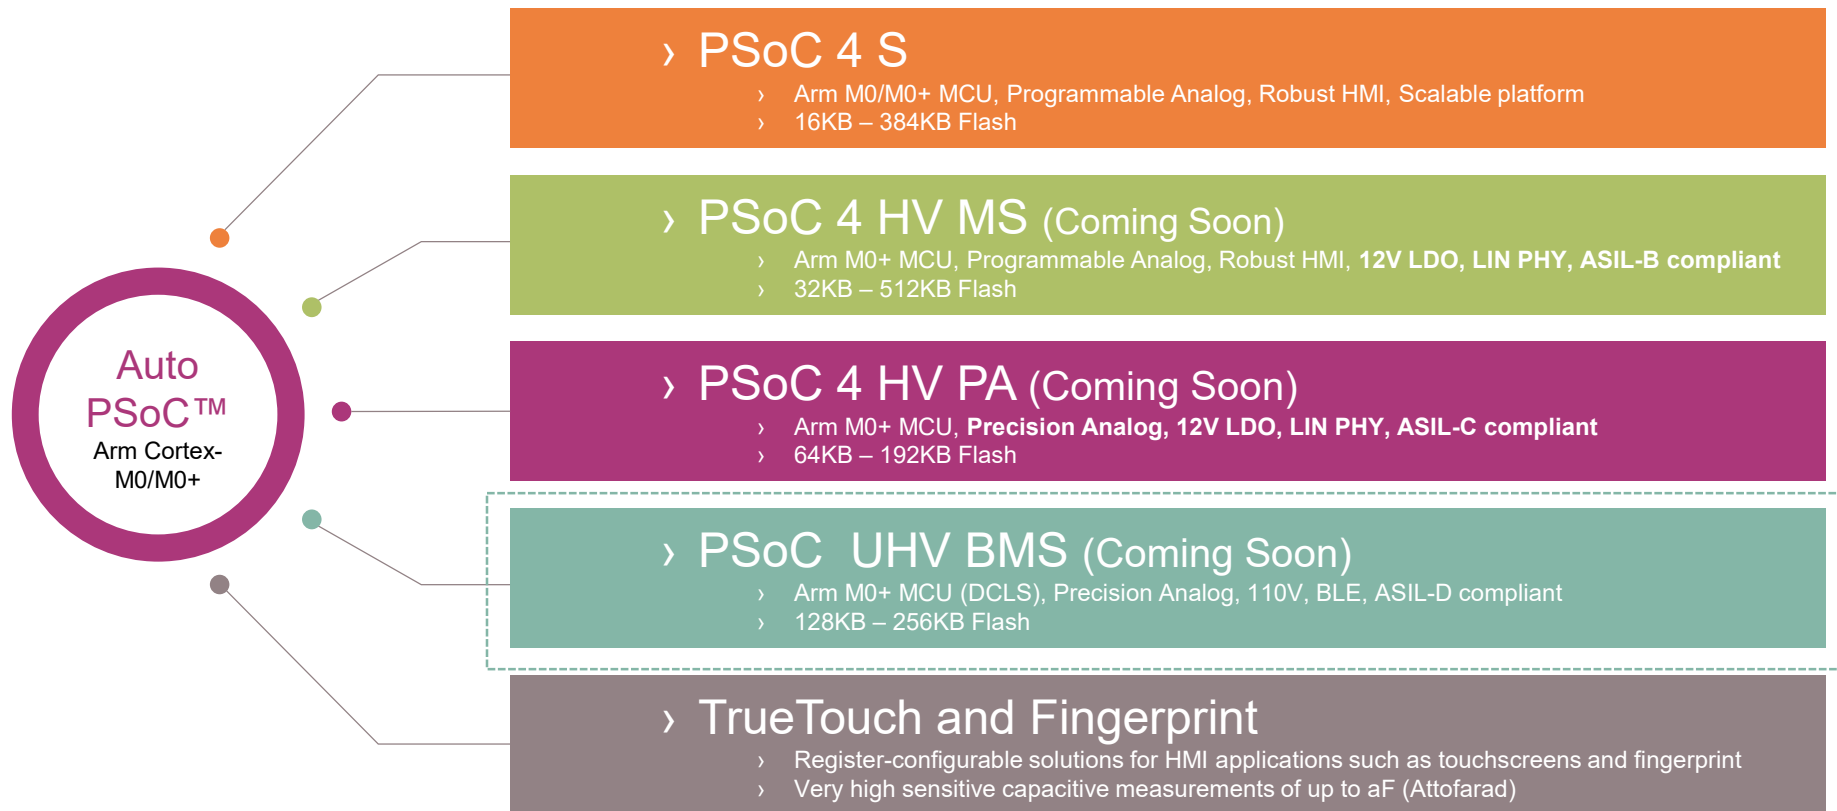 Auto
PSoC™
Arm Cortex-
M0/M0+
› PSoC 4 S
› Arm M0/M0+ MCU, Programmable Analog, Robust HMI, Scalable platform
› 16KB – 384KB Flash
› PSoC 4 HV MS (Coming Soon)
› Arm M0+ MCU, Programmable Analog, Robust HMI, 12V LDO, LIN PHY, ASIL-B compliant
› 32KB – 512KB Flash
› PSoC 4 HV PA (Coming Soon)
› Arm M0+ MCU, Precision Analog, 12V LDO, LIN PHY, ASIL-C compliant
› 64KB – 192KB Flash
› PSoC UHV BMS (Coming Soon)
› Arm M0+ MCU (DCLS), Precision Analog, 110V, BLE, ASIL-D compliant
› 128KB – 256KB Flash
› TrueTouch and Fingerprint
› Register-configurable solutions for HMI applications such as touchscreens and fingerprint
› Very high sensitive capacitive measurements of up to aF (Attofarad)